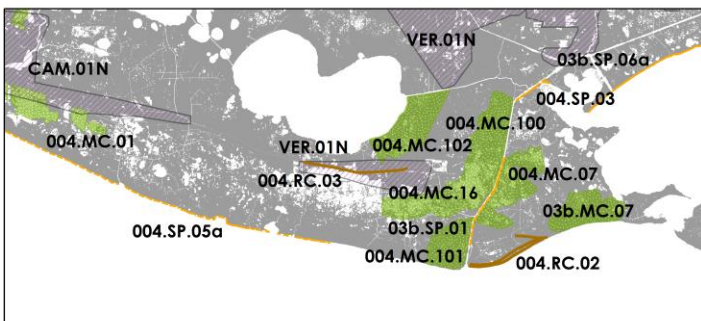 VER.01N
03b.SP.06a
CAM.01N
004.SP.03
004.MC.100
004.MC.01
VER.01N
004.MC.102
004.RC.03
004.MC.07
004.MC.16
03b.MC.07
03b.SP.01
004.SP.05a
004.MC.101
004.RC.02